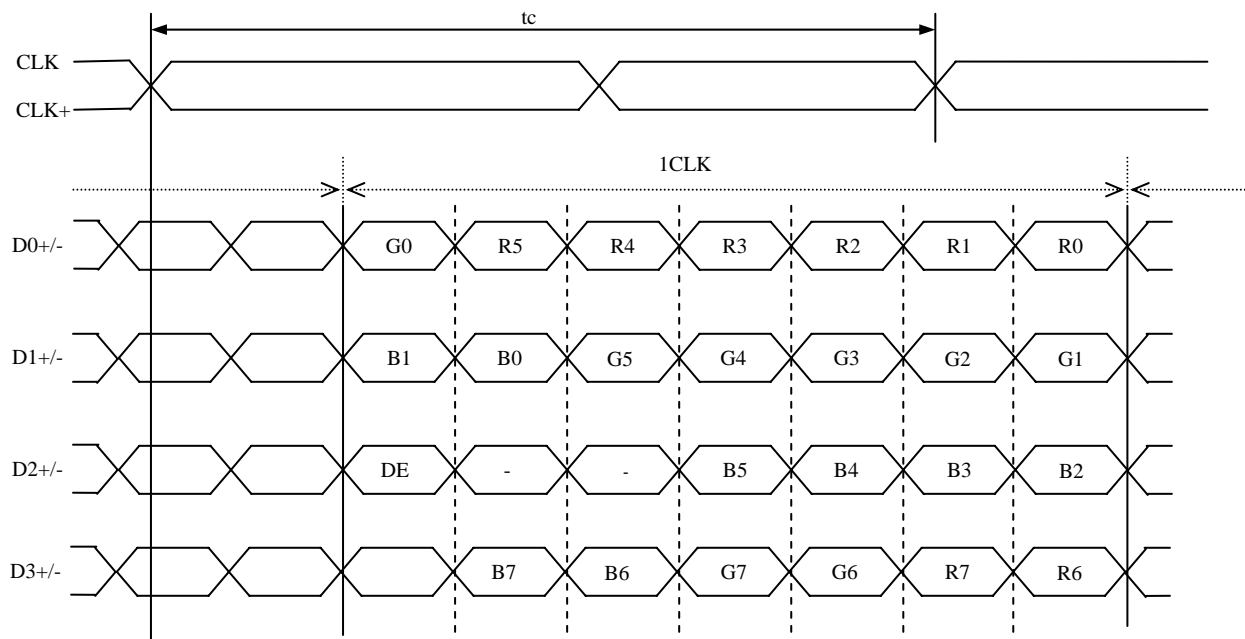 tc
CLK
CLK+
1CLK
D0+/- G0 R5 R4 R3 R2 R1 R0
D1+/- B1 B0 G5 G4 G3 G2 G1
D2+/- DE - - B5 B4 B3 B2
D3+/- B7 B6 G7 G6 R7 R6